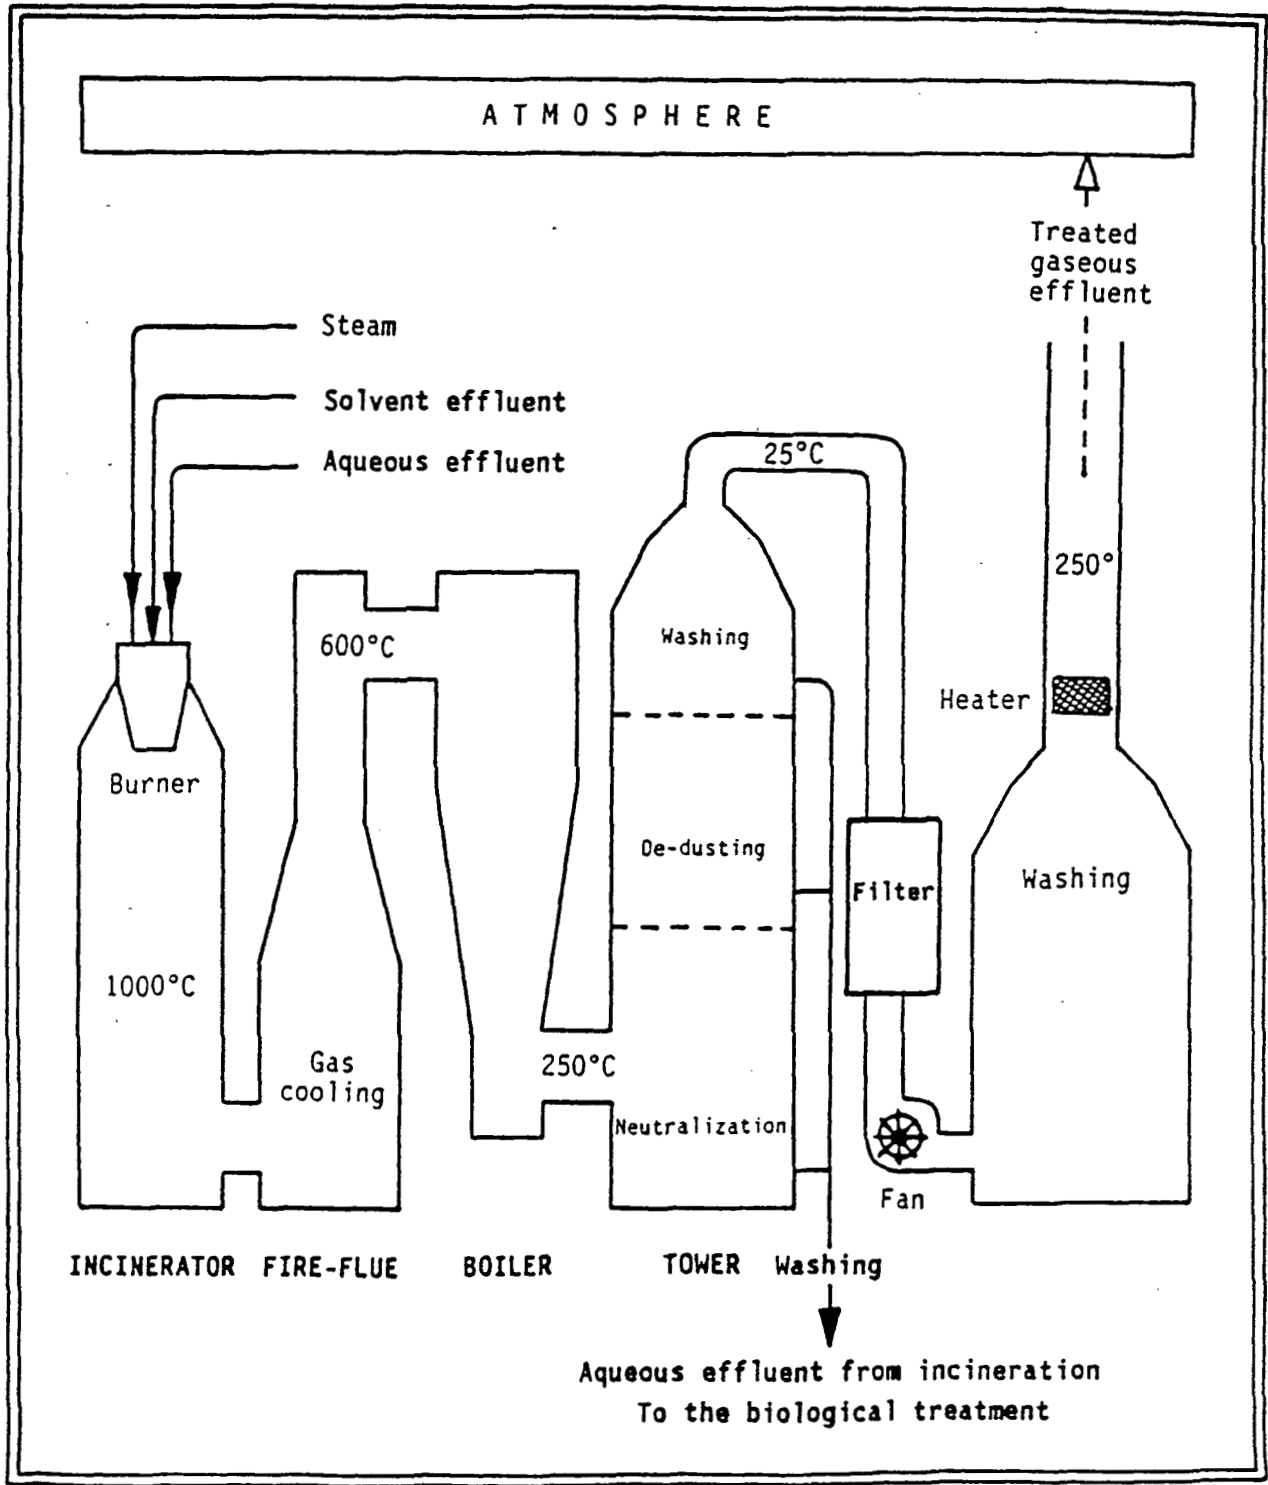 ATMOSPHERE
Treated
gaseous
effluent
Steam
Solvent effluent
Aqueous effluent
25°C
250°
600°C
Washing
Heater
Burner
De-dusting
Filter
Washing
1000°C
Gas
cooling
250°C
Neutralization
Fan
INCINERATOR FIRE-FLUE BOILER TOWER Washing
Aqueous effluent from incineration
To the biological treatment